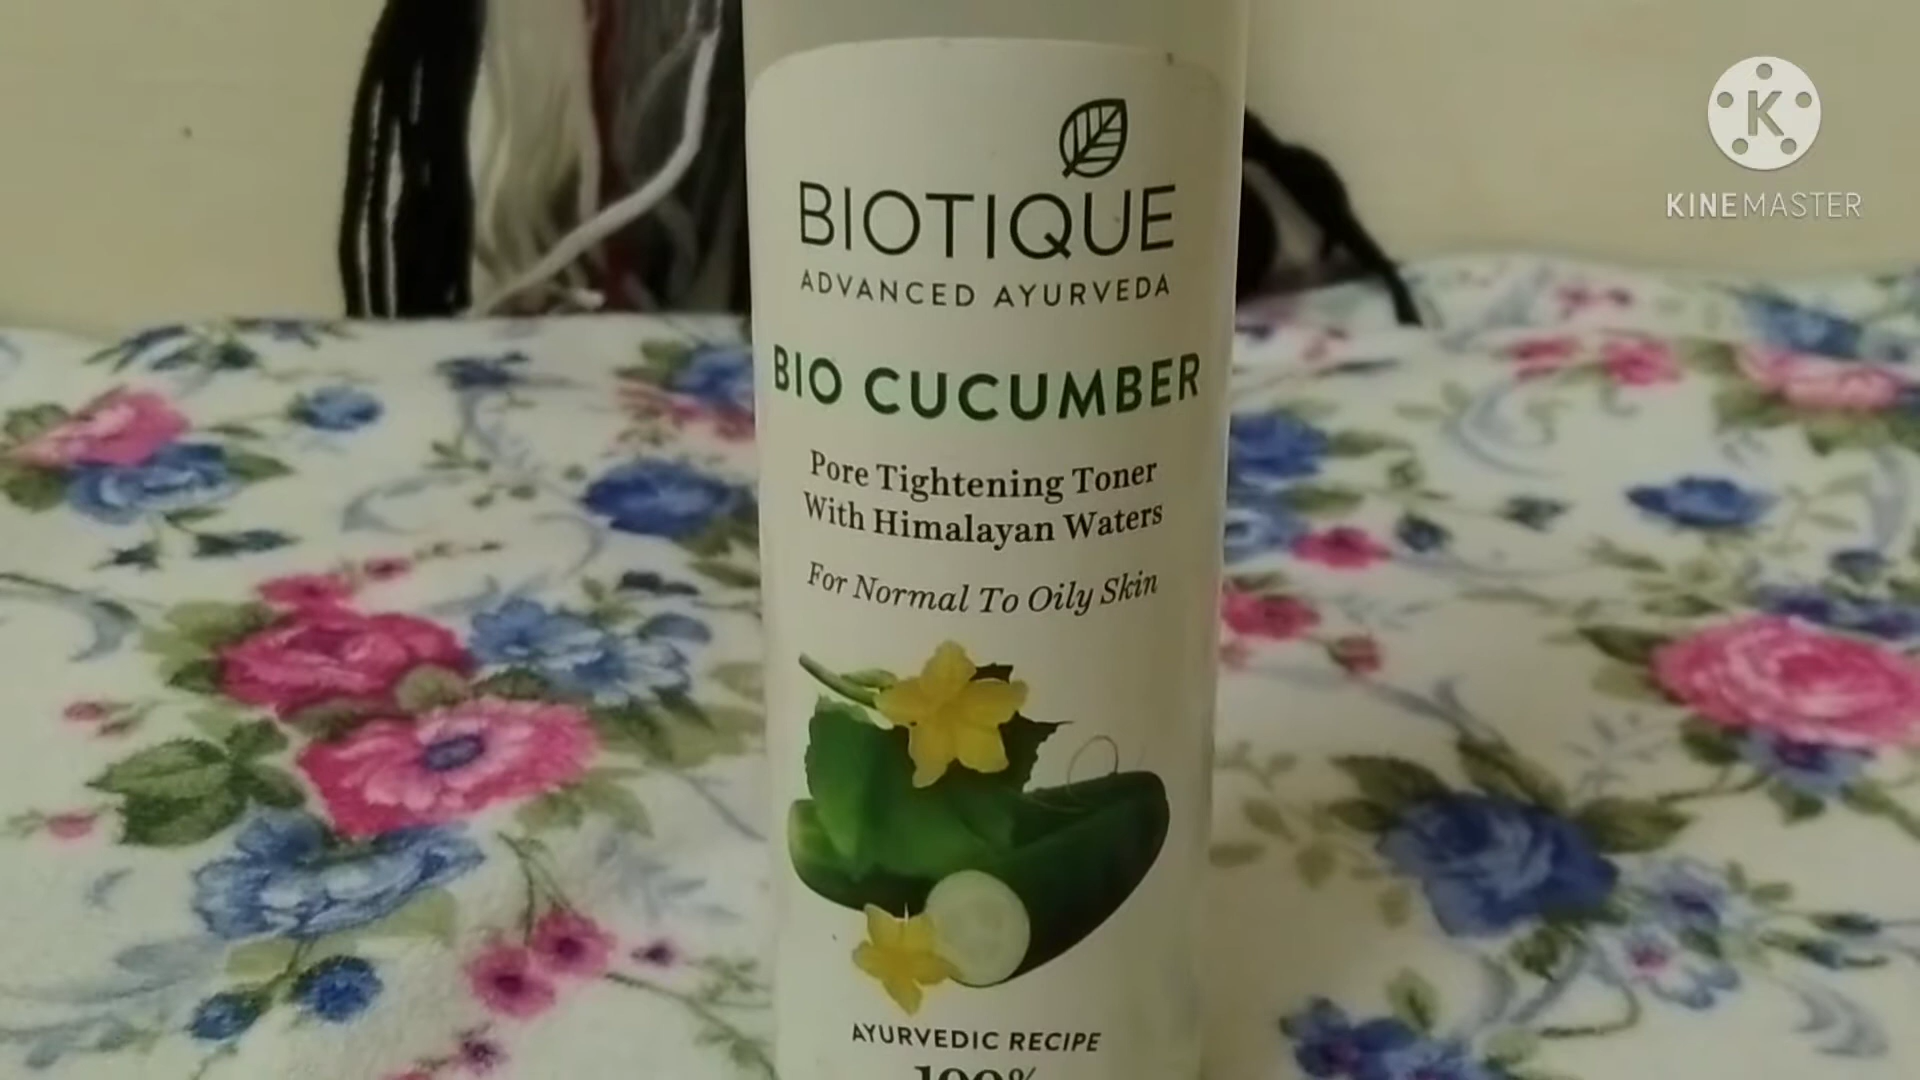 BIOTIQUE
ADVANCED AYURVEDA
BIO CUCUMBER
Pore Tightening Toner
With Himalayan Waters
For Normal To Oily Skin
AYURVEDIC RECIPE
100%
K
KINEMASTER